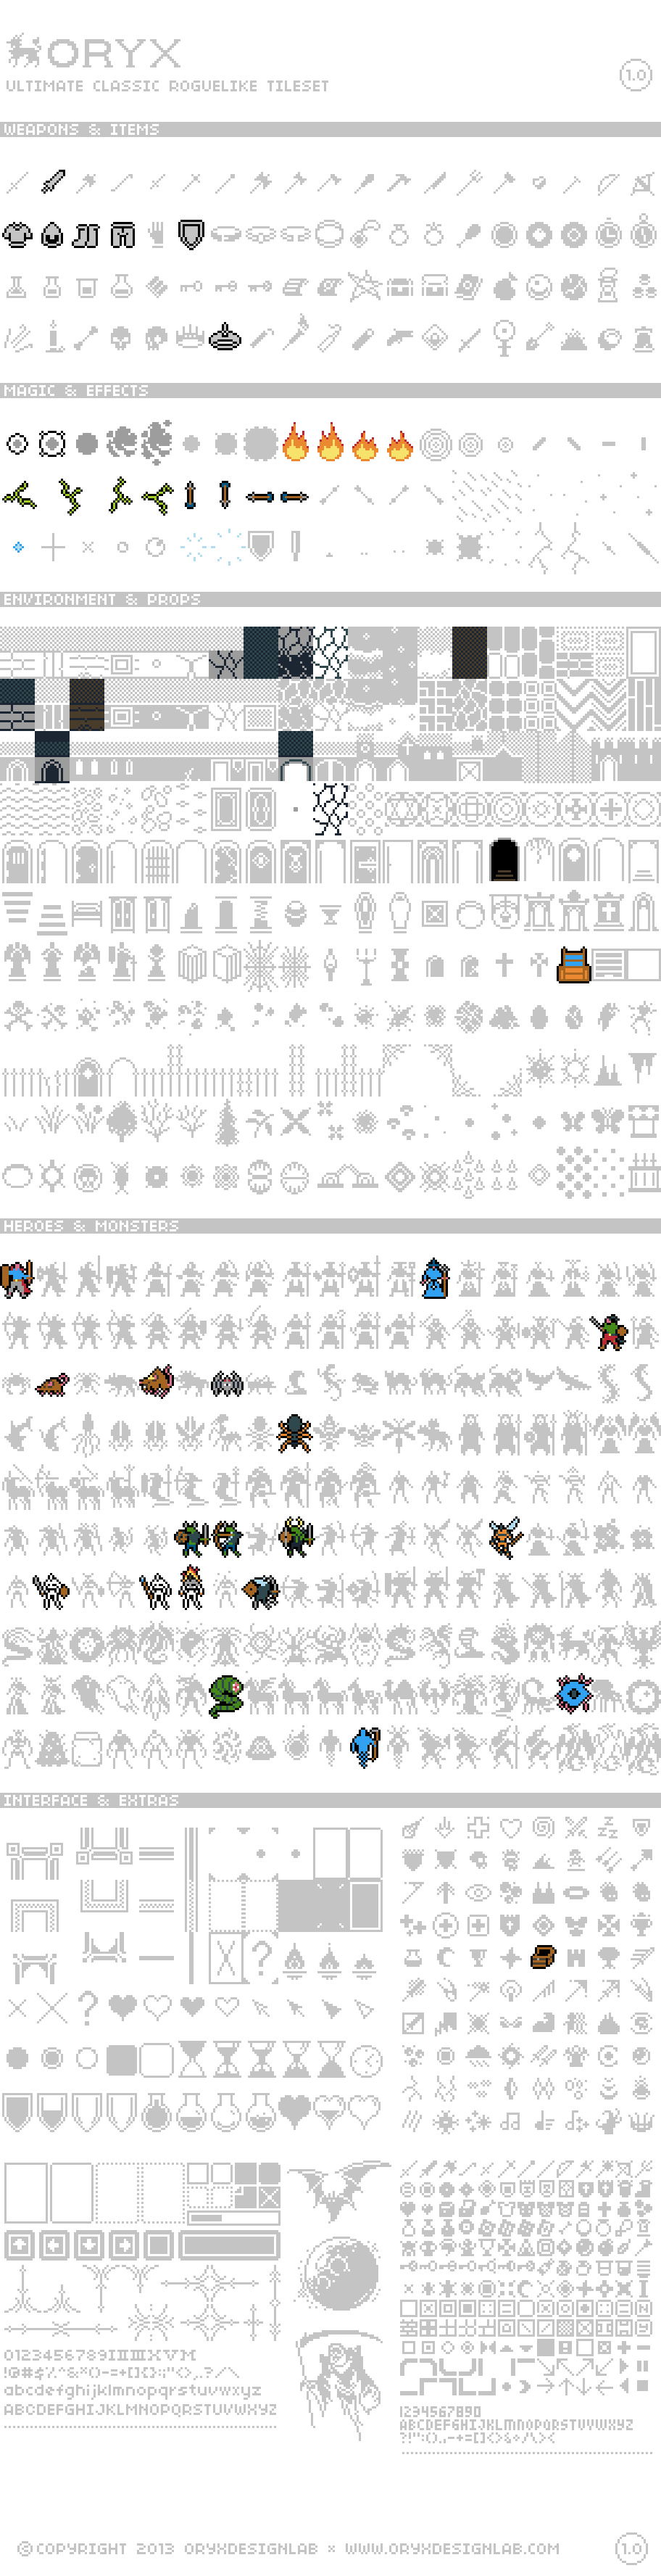 ORYX
ULTIMATE CLASSIC ROGUELIKE TILESET
1.0
WEAPONS & ITEMS
MAGIC & EFFECTS
ENVIRONMENT & PROPS
HEROES & MONSTERS
INTERFACE & EXTRAS
abcdefghijklmnopqrstuvwxyz
ABCDEFGHIJKLMNOPQRSTUVWXYZ
1234567890
ABCDEFGHIJKLMNOPQRSTUVWXYZ
© COPYRIGHT 2013 ORYXDESIGNLAB × WWW.ORYXDESIGNLAB.COM
1.0